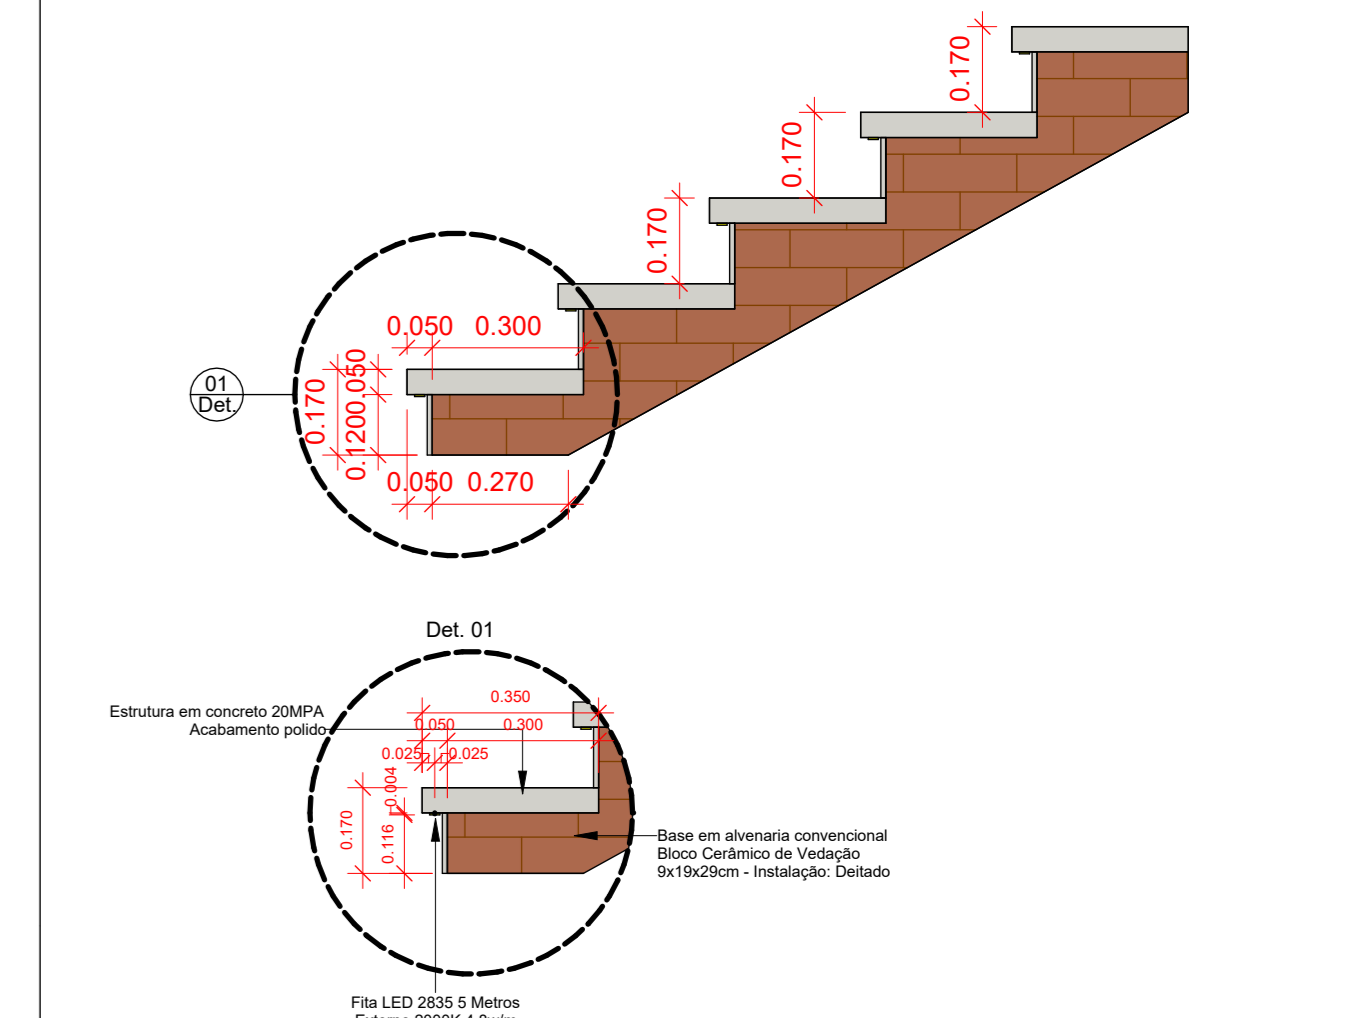 0.170
0.170
0.170
0.050 0.300
01
Det.
0.170
0.120
0.050
0.050 0.270
Det. 01
0.350
Estrutura em concreto 20MPA
Acabamento polido
0.050 0.300
0.025 0.025
0.004
0.170
0.116
Base em alvenaria convencional
Bloco Cerâmico de Vedação
9x19x29cm - Instalação: Deitado
Fita LED 2835 5 Metros